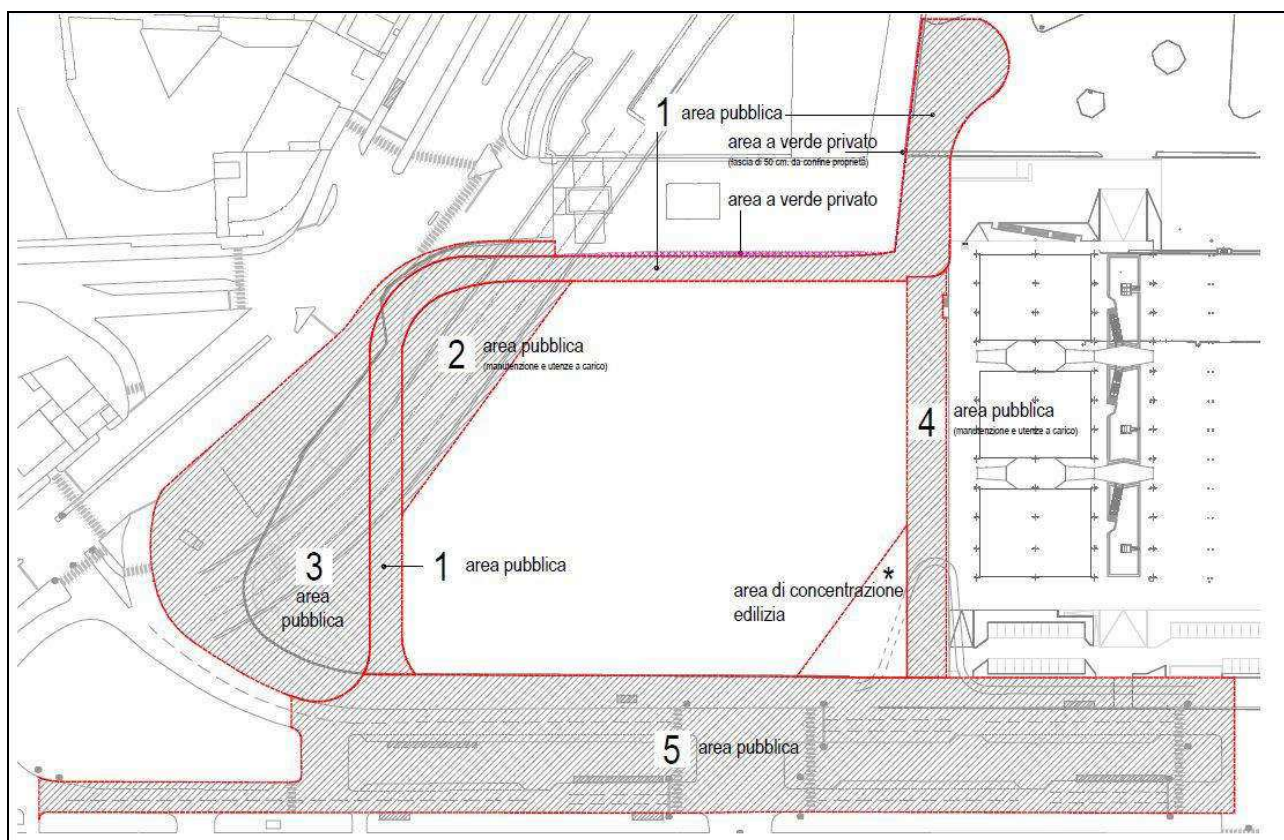 1 area pubblica
area a verde privato
(fascia di 50 cm. da confine proprietà)
area a verde privato
2 area pubblica
(manutenzione e utenze a carico)
4 area pubblica
(manutenzione e utenze a carico)
3
area
pubblica
1 area pubblica
*
area di concentrazione
edilizia
5 area pubblica